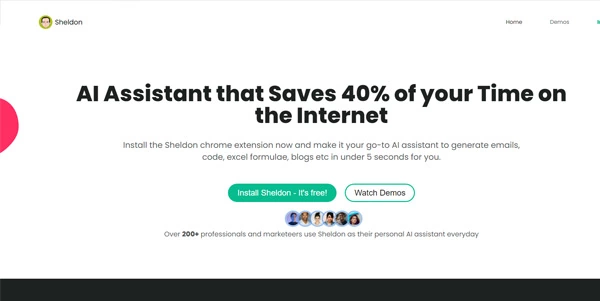 Sheldon
Home
Demos
AI Assistant that Saves 40% of your Time on
the Internet
Install the Sheldon chrome extension now and make it your go-to AI assistant to generate emails,
code, excel formulae, blogs etc in under 5 seconds for you.
Install Sheldon - It's free!
Watch Demos
Over 200+ professionals and marketeers use Sheldon as their personal AI assistant everyday